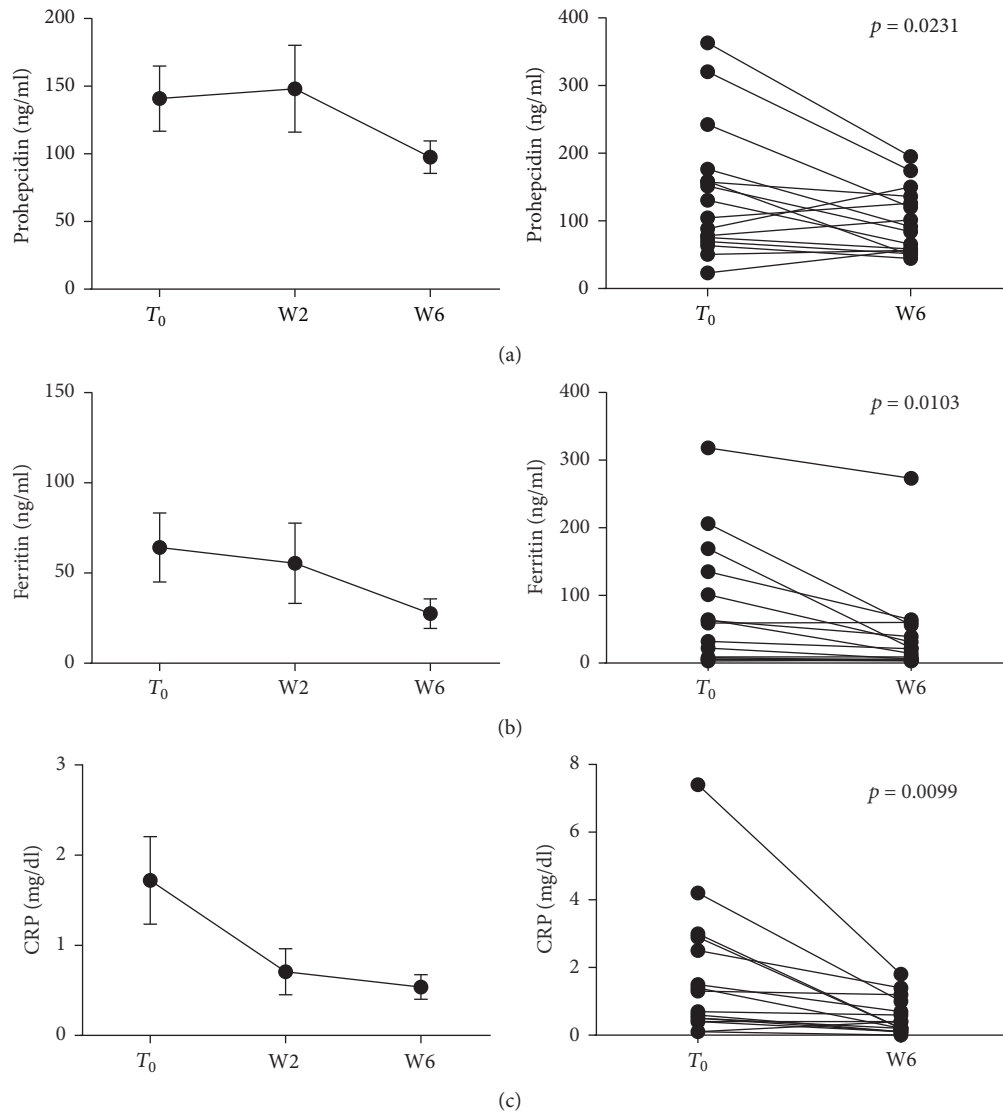 200
150
100
50
0
Prohepcidin (ng/ml)
T0 W2 W6
p = 0.0231
400
300
200
100
0
Prohepcidin (ng/ml)
T0 W6
(a)
150
100
50
0
Ferritin (ng/ml)
T0 W2 W6
p = 0.0103
400
300
200
100
0
Ferritin (ng/ml)
T0 W6
(b)
3
2
1
0
CRP (mg/dl)
T0 W2 W6
p = 0.0099
8
6
4
2
0
CRP (mg/dl)
T0 W6
(c)